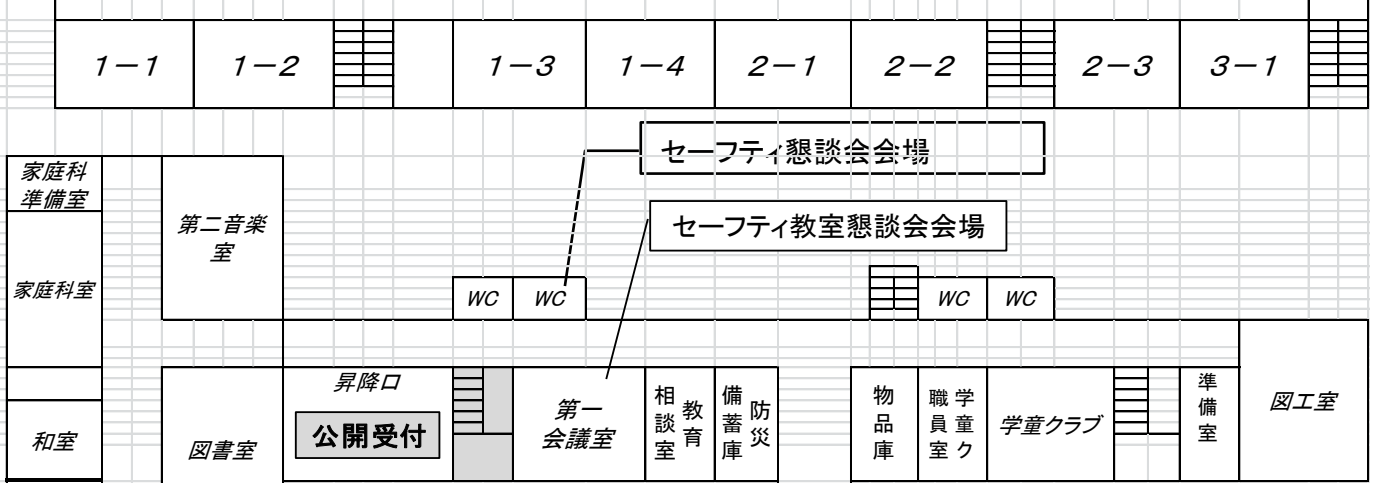 1－1
1－2
1－3
1－4
2－1
2－2
2－3
3－1
セーフティ懇談会会場
家庭科
準備室
第二音楽
室
セーフティ教室懇談会会場
家庭科室
WC
WC
WC
WC
昇降口
公開受付
図書室
和室
第一
会議室
教育
相談室
防災
備蓄庫
物品庫
学童ク
職員室
学童クラブ
準備室
図工室